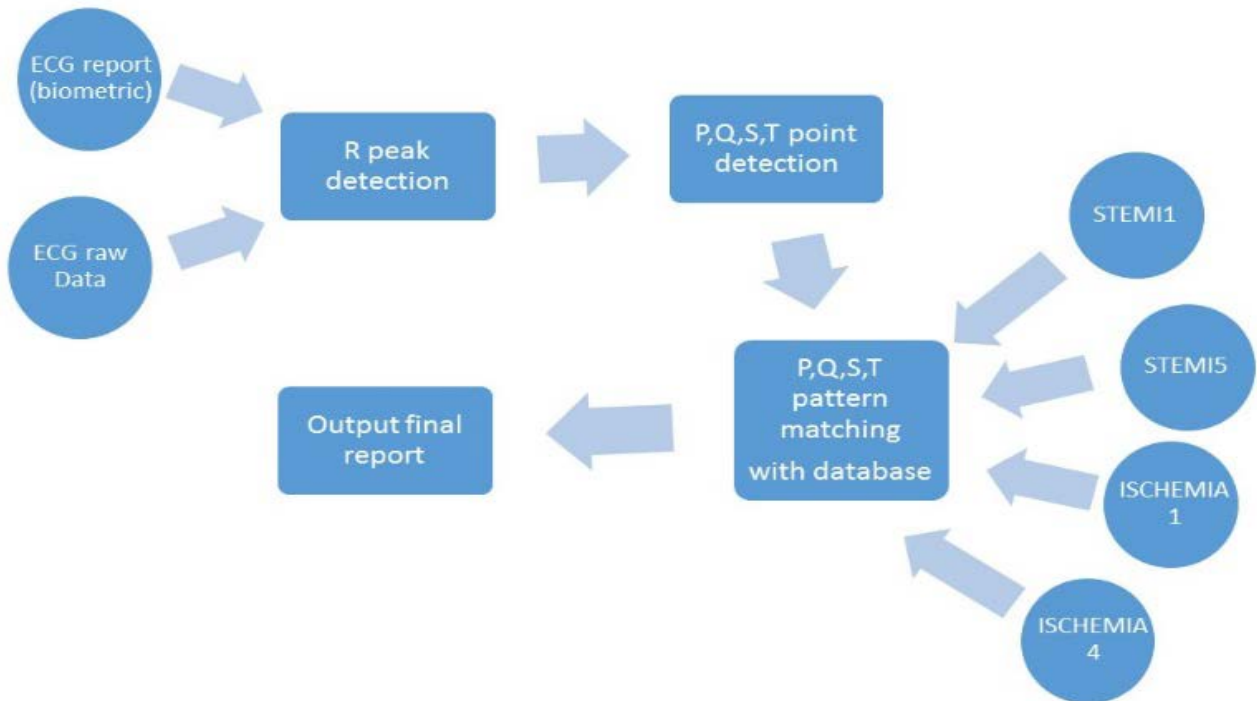 ECG report
(biometric)
ECG raw
Data
R peak
detection
P,Q,S,T point
detection
STEMI1
STEMI5
ISCHEMIA
1
ISCHEMIA
4
P,Q,S,T
pattern
matching
with database
Output final
report